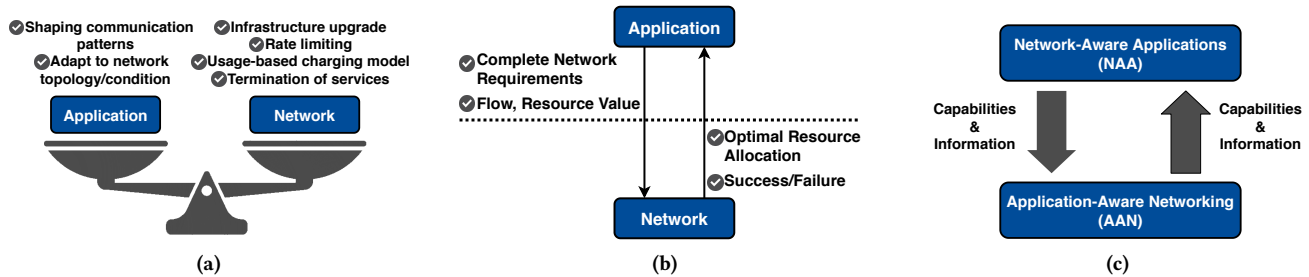 Shaping communication
patterns
Adapt to network
topology/condition
Infrastructure upgrade
Rate limiting
Usage-based charging model
Termination of services
Application
Network
(a)
Application
Complete Network
Requirements
Flow, Resource Value
Optimal Resource
Allocation
Success/Failure
Network
(b)
Network-Aware Applications
(NAA)
Capabilities
&
Information
Capabilities
&
Information
Application-Aware Networking
(AAN)
(c)